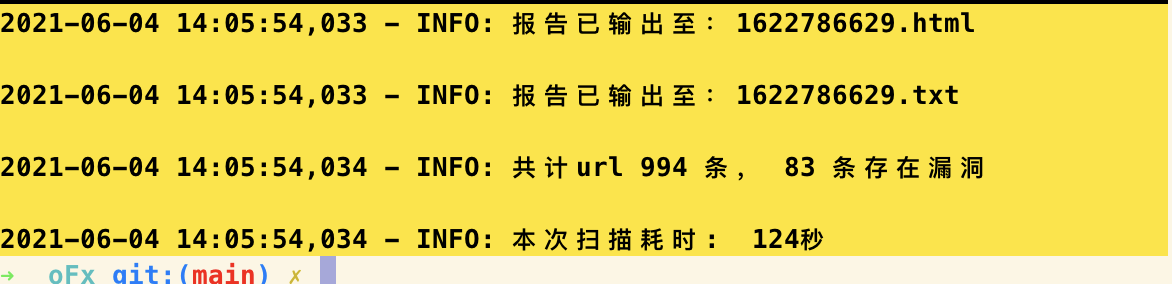 2021-06-04 14:05:54,033 - INFO: 报告已输出至：1622786629.html
2021-06-04 14:05:54,033 - INFO: 报告已输出至：1622786629.txt
2021-06-04 14:05:54,034 - INFO: 共计url 994 条， 83 条存在漏洞
2021-06-04 14:05:54,034 - INFO: 本次扫描耗时: 124秒
➜ oFx git:(main) ✗